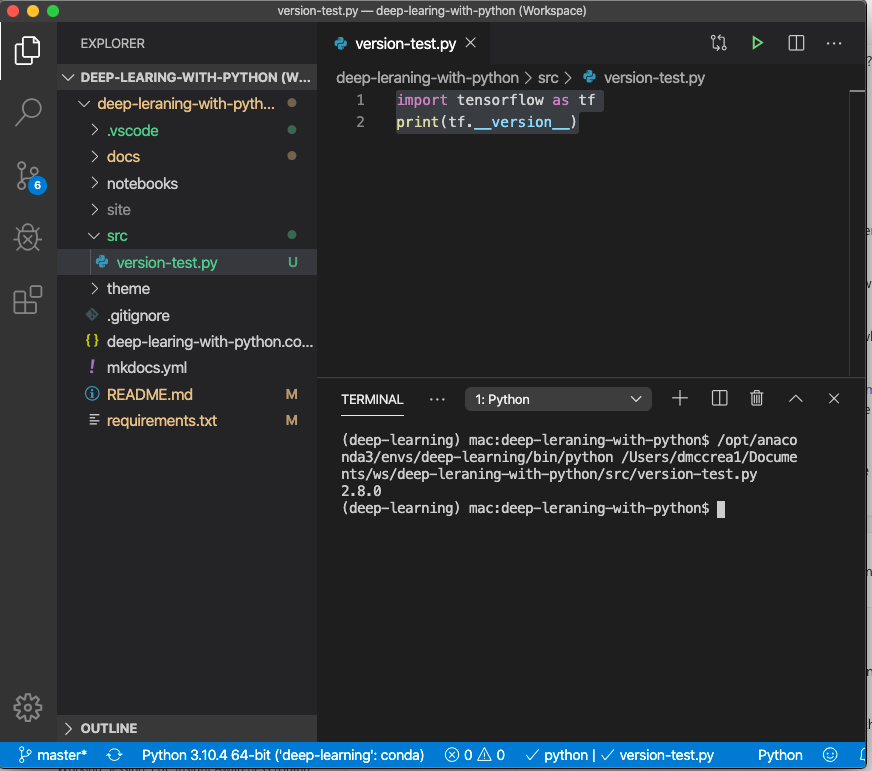 version-test.py — deep-learing-with-python (Workspace)
EXPLORER
DEEP-LEARING-WITH-PYTHON (W...
deep-leraning-with-pyth...
.vscode
docs
notebooks
site
src
version-test.py U
theme
.gitignore
deep-learing-with-python.co...
mkdocs.yml
README.md M
requirements.txt M
OUTLINE
6
version-test.py
deep-leraning-with-python > src > version-test.py
1 import tensorflow as tf
2 print(tf.__version__)
TERMINAL ... 1: Python
(deep-learning) mac:deep-leraning-with-python$ /opt/anaco
nda3/envs/deep-learning/bin/python /Users/dmccrea1/Docume
nts/ws/deep-leraning-with-python/src/version-test.py
2.8.0
(deep-learning) mac:deep-leraning-with-python$
master* Python 3.10.4 64-bit ('deep-learning': conda) 0 0 python | version-test.py Python